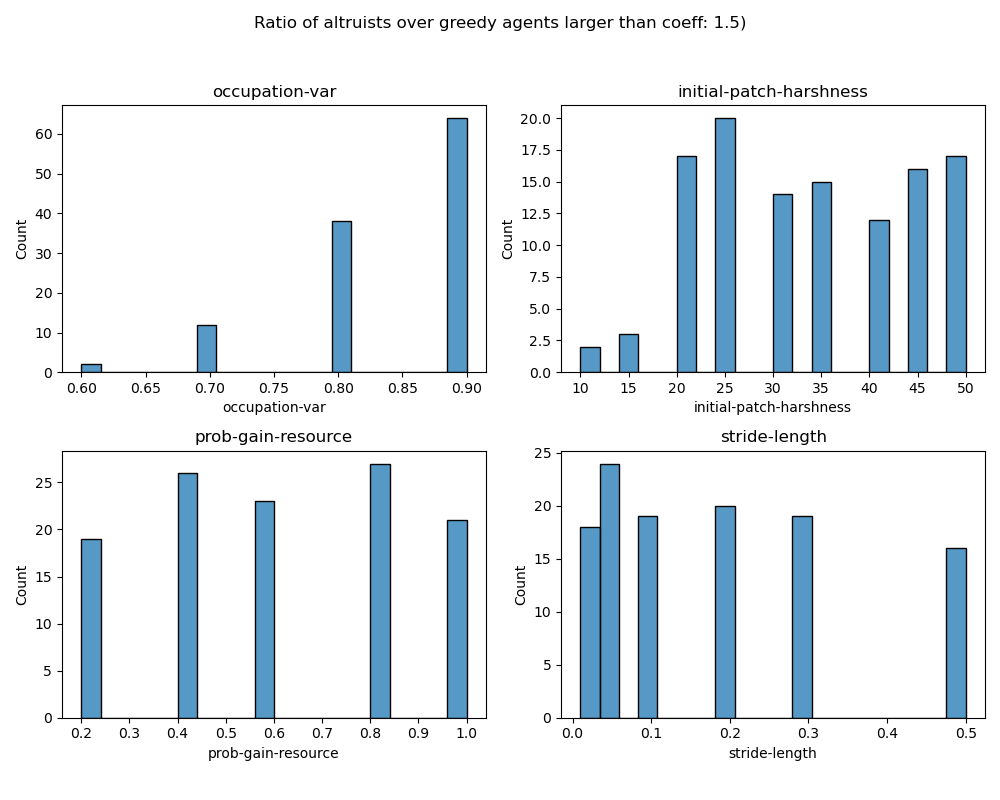 Ratio of altruists over greedy agents larger than coeff: 1.5)
occupation-var
60
50
40
30
20
10
0
Count
0.60 0.65 0.70 0.75 0.80 0.85 0.90
occupation-var
initial-patch-harshness
20.0
17.5
15.0
12.5
10.0
7.5
5.0
2.5
0.0
Count
10 15 20 25 30 35 40 45 50
initial-patch-harshness
prob-gain-resource
25
20
15
10
5
0
Count
0.2 0.3 0.4 0.5 0.6 0.7 0.8 0.9 1.0
prob-gain-resource
stride-length
25
20
15
10
5
0
Count
0.0 0.1 0.2 0.3 0.4 0.5
stride-length